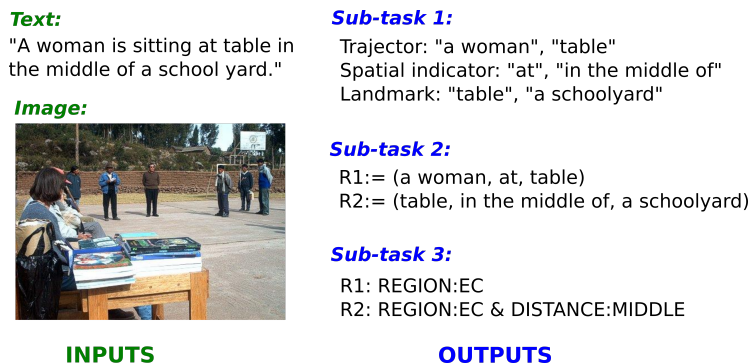 Text:
"A woman is sitting at table in
the middle of a school yard."
Image:
INPUTS
Sub-task 1:
Trajector: "a woman", "table"
Spatial indicator: "at", "in the middle of"
Landmark: "table", "a schoolyard"
Sub-task 2:
R1:= (a woman, at, table)
R2:= (table, in the middle of, a schoolyard)
Sub-task 3:
R1: REGION:EC
R2: REGION:EC & DISTANCE:MIDDLE
OUTPUTS